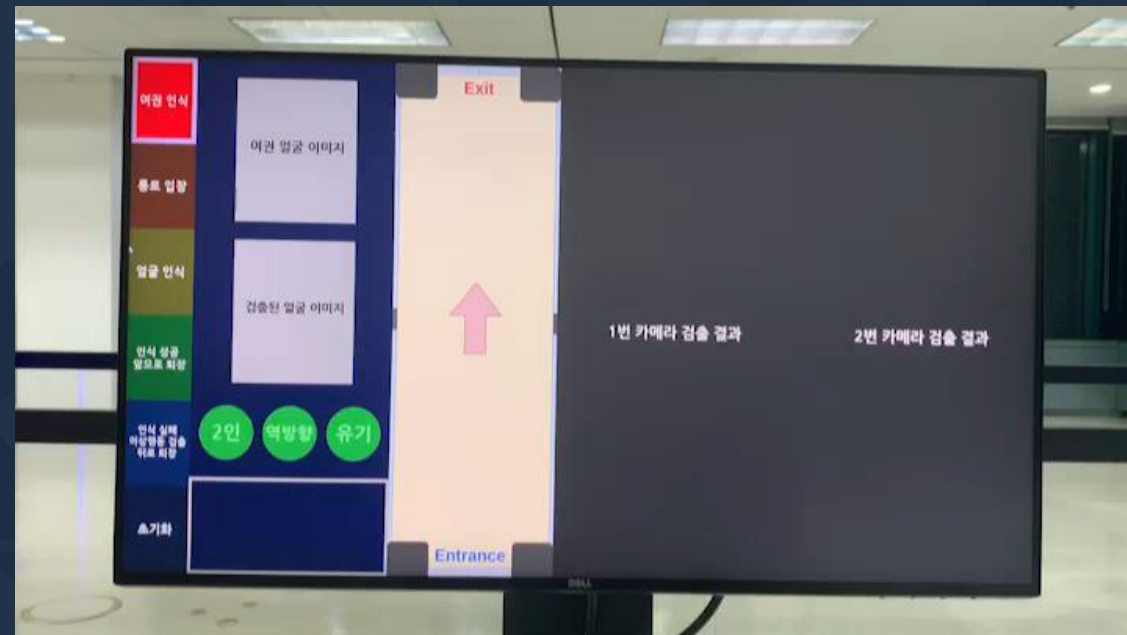 여권 인식
통로 입장
얼굴 인식
인식 성공
앞으로 퇴장
인식 실패
이상행동 검출
뒤로 퇴장
초기화
여권 얼굴 이미지
검출된 얼굴 이미지
2인
역방향
유기
Exit
Entrance
1번 카메라 검출 결과
2번 카메라 검출 결과
DELL